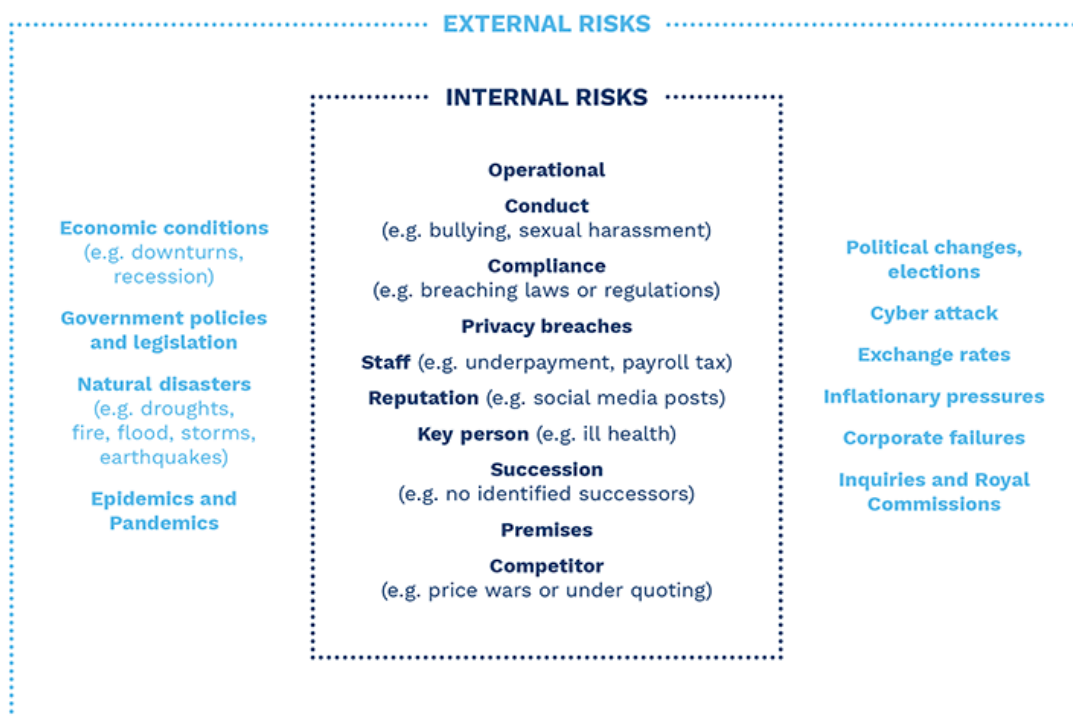 EXTERNAL RISKS
INTERNAL RISKS
Economic conditions
(e.g. downturns,
recession)
Government policies
and legislation
Natural disasters
(e.g. droughts,
fire, flood, storms,
earthquakes)
Epidemics and
Pandemics
Operational
Conduct
(e.g. bullying, sexual harassment)
Compliance
(e.g. breaching laws or regulations)
Privacy breaches
Staff (e.g. underpayment, payroll tax)
Reputation (e.g. social media posts)
Key person (e.g. ill health)
Succession
(e.g. no identified successors)
Premises
Competitor
(e.g. price wars or under quoting)
Political changes,
elections
Cyber attack
Exchange rates
Inflationary pressures
Corporate failures
Inquiries and Royal
Commissions